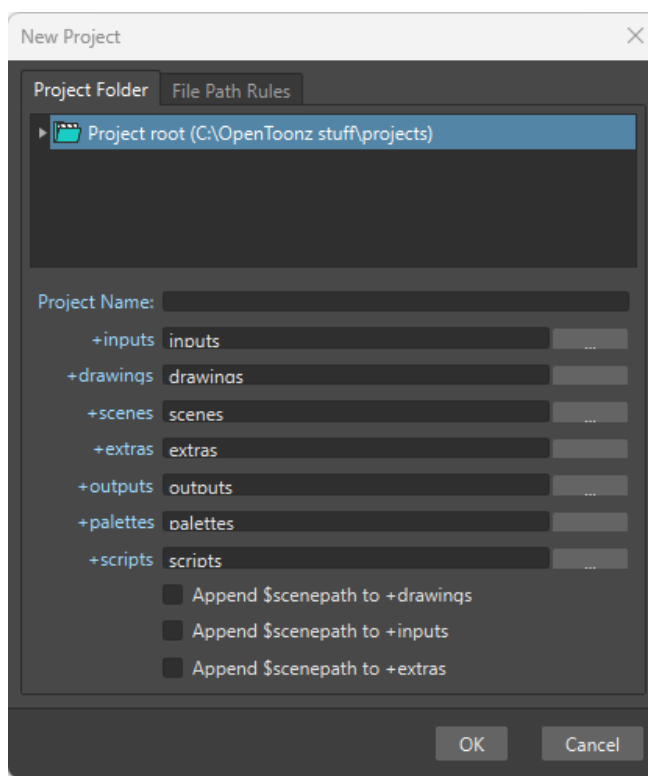 New Project
Project Folder File Path Rules
Project root (C:\OpenToonz stuff\projects)
Project Name:
+inputs inputs ...
+drawings drawings
+scenes scenes ...
+extras extras
+outputs outputs ...
+palettes palettes
+scripts scripts ...
Append $scenepath to +drawings
Append $scenepath to +inputs
Append $scenepath to +extras
OK Cancel